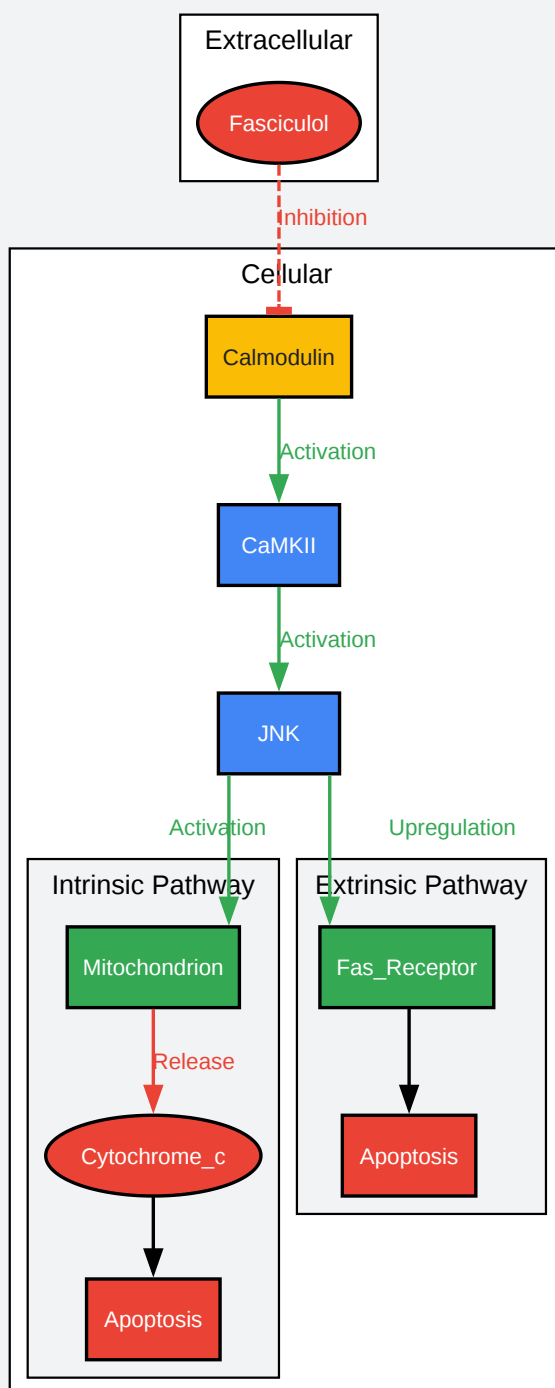 Extracellular
Fasciculol
Inhibition
Cellular
Calmodulin
Activation
CaMKII
Activation
JNK
Activation
Upregulation
Intrinsic Pathway
Extrinsic Pathway
Mitochondrion
Fas_Receptor
Release
Cytochrome_c
Apoptosis
Apoptosis